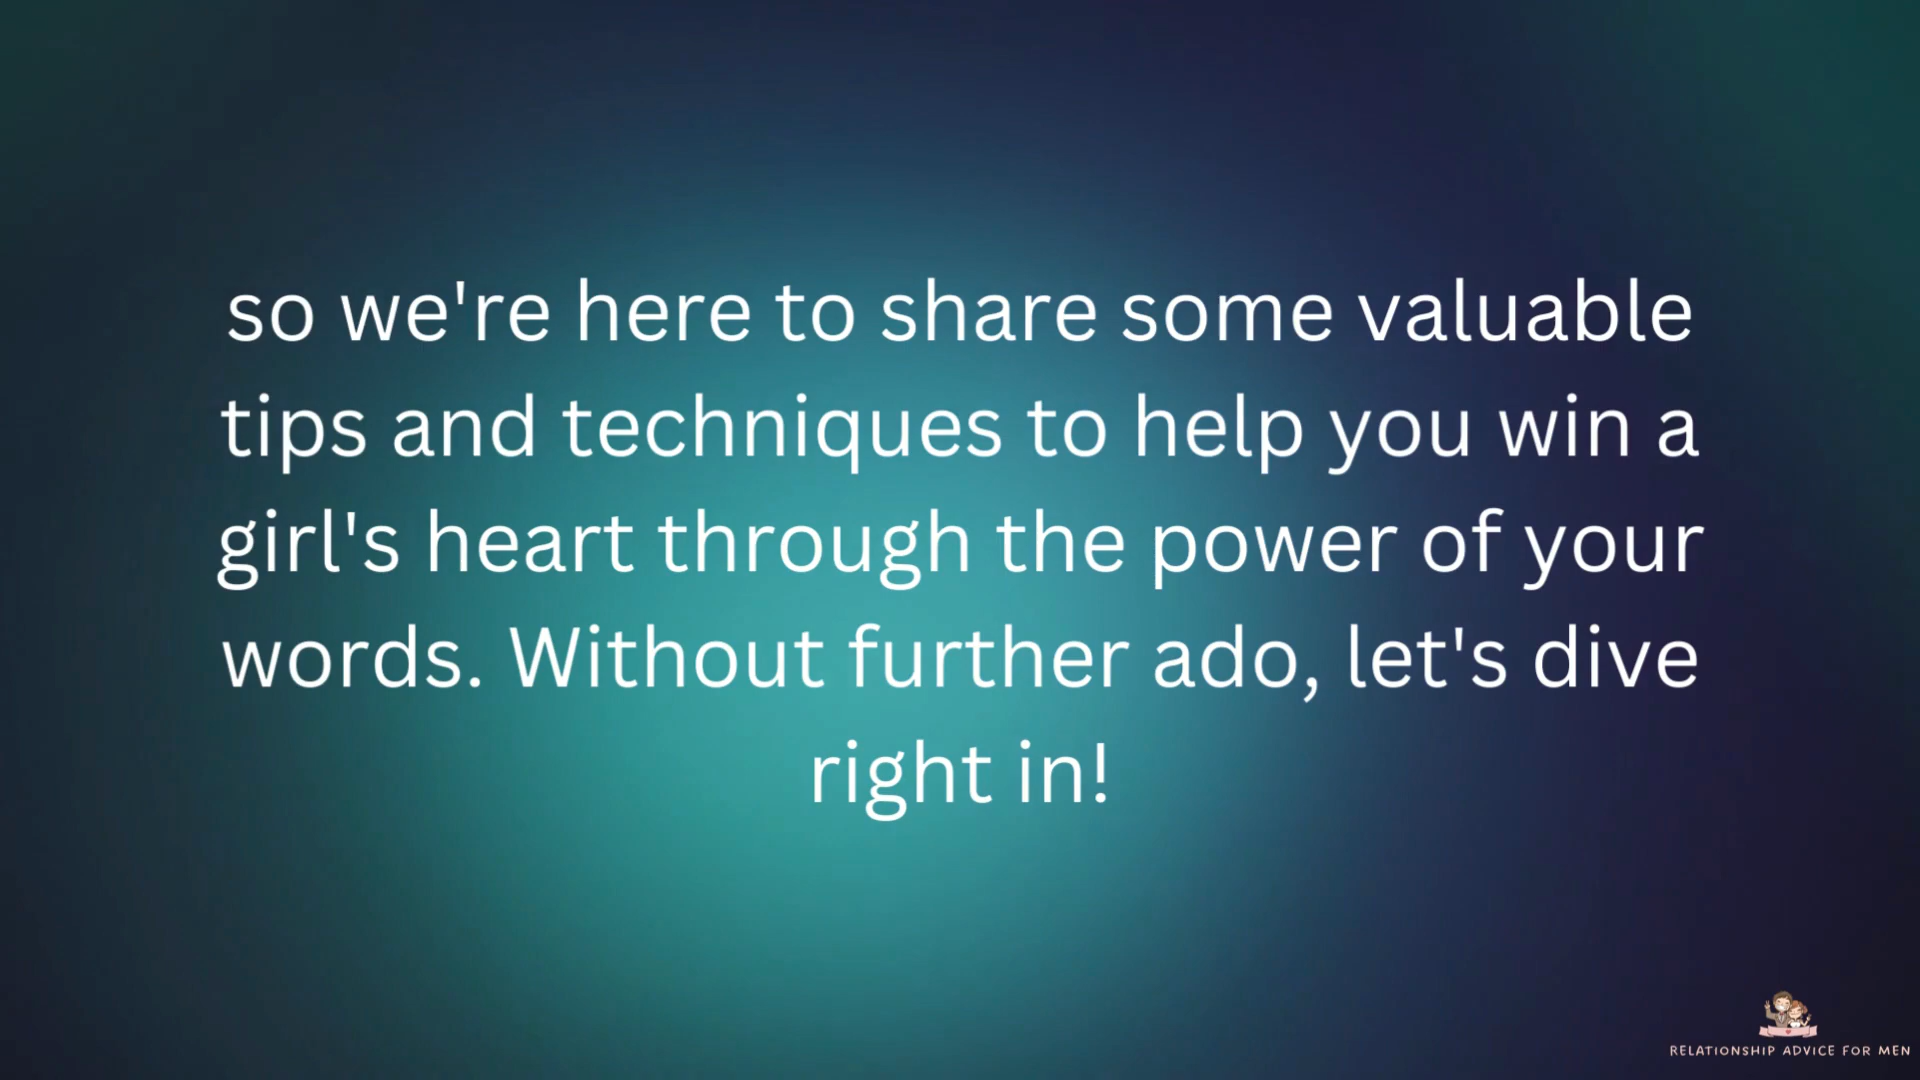 so we're here to share some valuable
tips and techniques to help you win a
girl's heart through the power of your
words. Without further ado, let's dive
right in!
RELATIONSHIP ADVICE FOR MEN